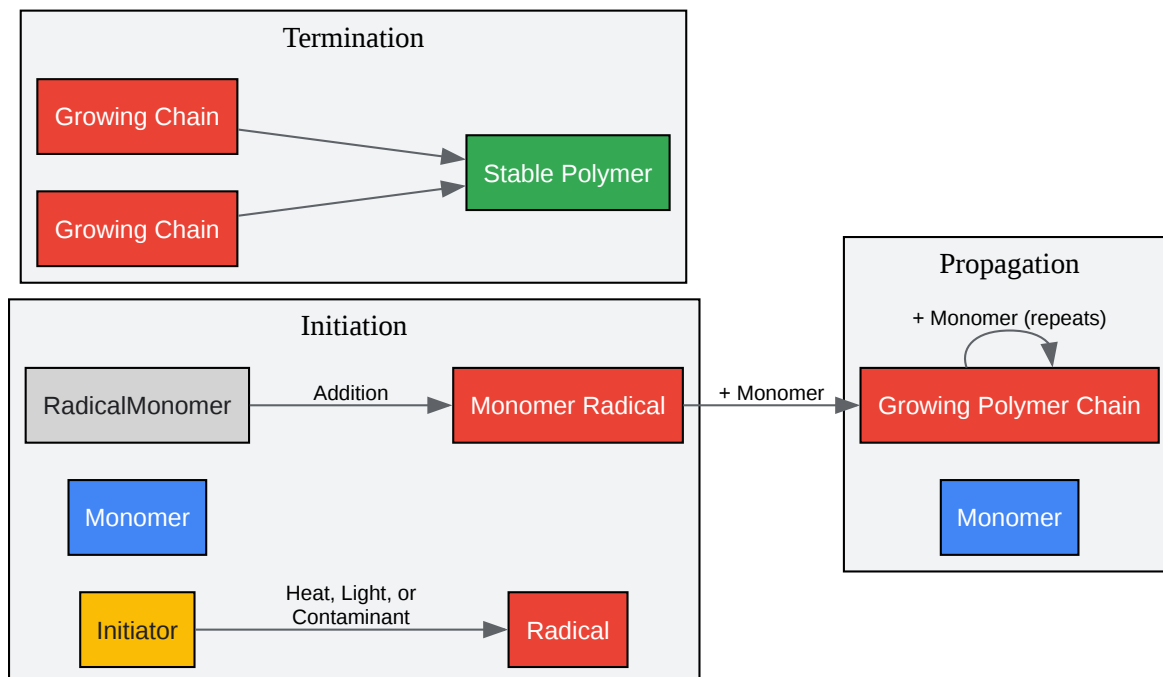 Termination
Growing Chain
Stable Polymer
Growing Chain
Propagation
+ Monomer (repeats)
Growing Polymer Chain
Monomer
Initiation
RadicalMonomer
Addition
Monomer Radical
+ Monomer
Monomer
Initiator
Heat, Light, or
Contaminant
Radical